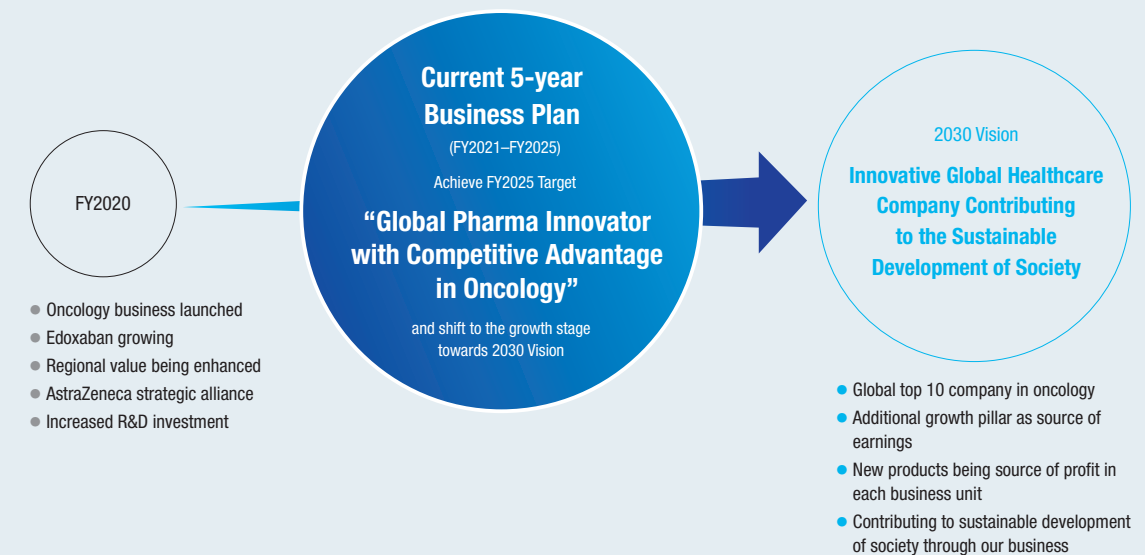 FY2020
● Oncology business launched
● Edoxaban growing
● Regional value being enhanced
● AstraZeneca strategic alliance
● Increased R&D investment
Current 5-year
Business Plan
(FY2021–FY2025)
Achieve FY2025 Target
“Global Pharma Innovator
with Competitive Advantage
in Oncology”
and shift to the growth stage
towards 2030 Vision
2030 Vision
Innovative Global Healthcare
Company Contributing
to the Sustainable
Development of Society
● Global top 10 company in oncology
● Additional growth pillar as source of
earnings
● New products being source of profit in
each business unit
● Contributing to sustainable development
of society through our business